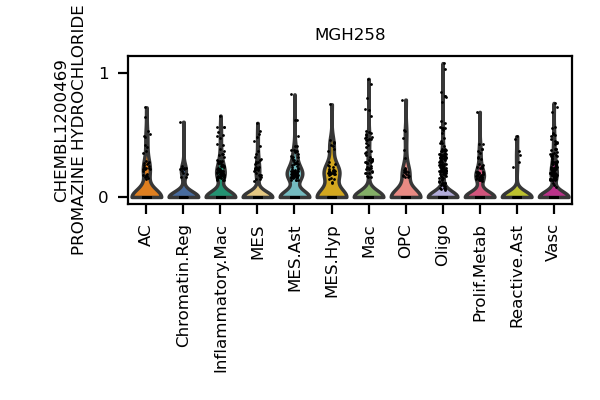 MGH258
CHEMBL1200469
PROMAZINE HYDROCHLORIDE
1
0
AC
Chromatin.Reg
Inflammatory.Mac
MES
MES.Ast
MES.Hyp
Mac
OPC
Oligo
Prolif.Metab
Reactive.Ast
Vasc